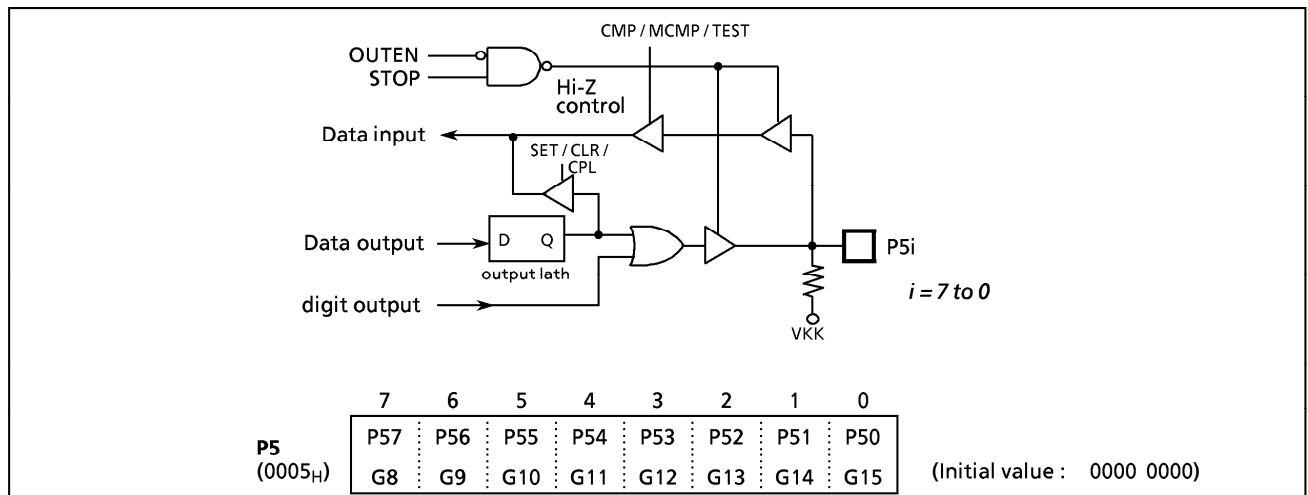 CMP / MCMP / TEST
OUTEN
STOP
Hi-Z
control
Data input
SET / CLR /
CPL
Data output
D Q
output lath
P5i
digit output
i = 7 to 0
VKK
7 6 5 4 3 2 1 0
P5
(0005H)
P57 P56 P55 P54 P53 P52 P51 P50
G8 G9 G10 G11 G12 G13 G14 G15
(Initial value : 0000 0000)